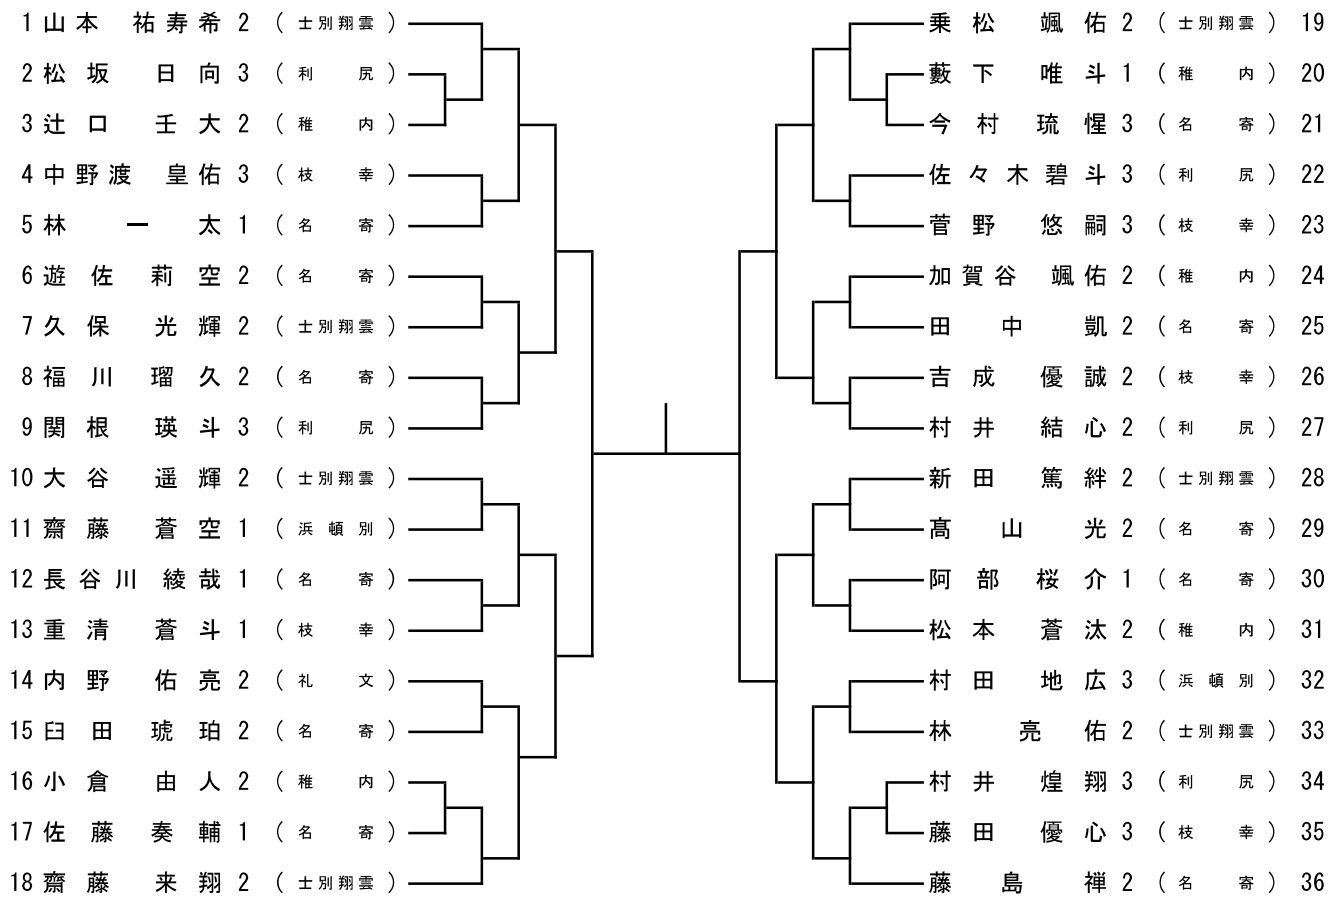 1 山本 祐寿希 2 ( 士別翔雲 )
2 松坂 日向 3 ( 利尻 )
3 辻口 壬大 2 ( 稚内 )
4 中野渡 皇佑 3 ( 枝幸 )
5 林 一太 1 ( 名寄 )
6 遊佐 莉空 2 ( 名寄 )
7 久保 光輝 2 ( 士別翔雲 )
8 福川 瑠久 2 ( 名寄 )
9 関根 瑛斗 3 ( 利尻 )
10 大谷 遥輝 2 ( 士別翔雲 )
11 齋藤 蒼空 1 ( 浜頓別 )
12 長谷川 綾哉 1 ( 名寄 )
13 重清 蒼斗 1 ( 枝幸 )
14 内野 佑亮 2 ( 礼文 )
15 臼田 琥珀 2 ( 名寄 )
16 小倉 由人 2 ( 稚内 )
17 佐藤 奏輔 1 ( 名寄 )
18 齋藤 来翔 2 ( 士別翔雲 )
乗松 颯佑 2 ( 士別翔雲 ) 19
藪下 唯斗 1 ( 稚内 ) 20
今村 琉惺 3 ( 名寄 ) 21
佐々木 碧斗 3 ( 利尻 ) 22
菅野 悠嗣 3 ( 枝幸 ) 23
加賀谷 颯佑 2 ( 稚内 ) 24
田中 凱 2 ( 名寄 ) 25
吉成 優誠 2 ( 枝幸 ) 26
村井 結心 2 ( 利尻 ) 27
新田 篤絆 2 ( 士別翔雲 ) 28
髙山 光 2 ( 名寄 ) 29
阿部 桜介 1 ( 名寄 ) 30
松本 蒼汰 2 ( 稚内 ) 31
村田 地広 3 ( 浜頓別 ) 32
林 亮佑 2 ( 士別翔雲 ) 33
村井 煌翔 3 ( 利尻 ) 34
藤田 優心 3 ( 枝幸 ) 35
藤島 禅 2 ( 名寄 ) 36